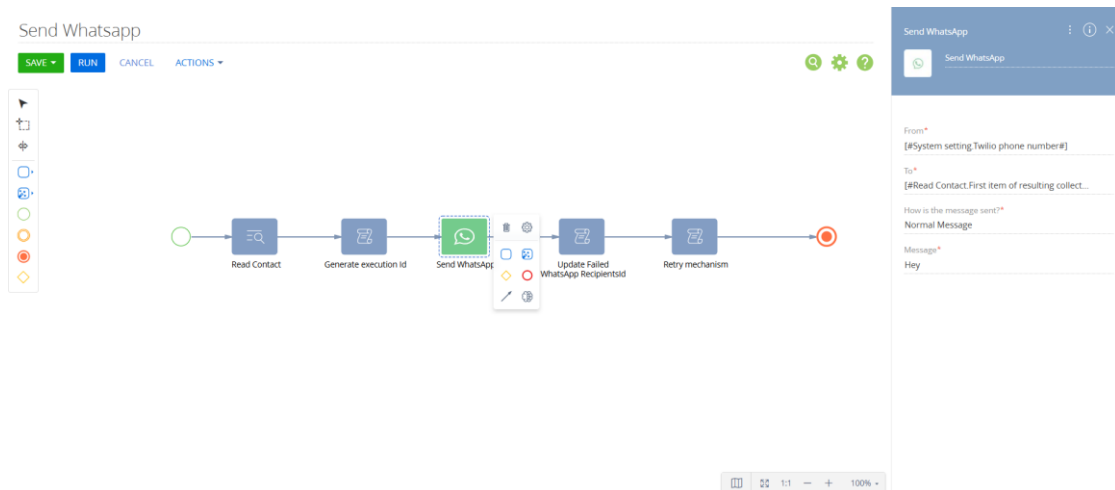 Send Whatsapp
SAVE
RUN
CANCEL
ACTIONS
Read Contact
Generate execution Id
Send WhatsApp
Update Failed
WhatsApp RecipientsId
Retry mechanism
1:1
100%
Send WhatsApp
Send WhatsApp
From*
[#System setting.Twilio phone number#]
To*
[#Read Contact.First item of resulting collect...
How is the message sent?*
Normal Message
Message*
Hey